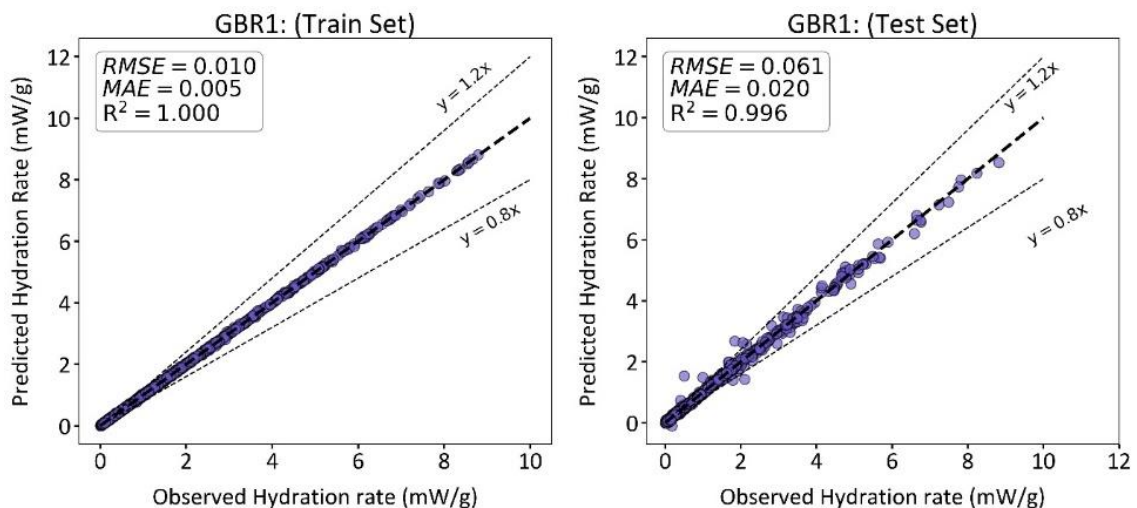 GBR1: (Train Set)
RMSE = 0.010
MAE = 0.005
R² = 1.000
y = 1.2x
y = 0.8x
Predicted Hydration Rate (mW/g)
12
10
8
6
4
2
0
0 2 4 6 8 10
Observed Hydration rate (mW/g)
GBR1: (Test Set)
RMSE = 0.061
MAE = 0.020
R² = 0.996
y = 1.2x
y = 0.8x
Predicted Hydration Rate (mW/g)
12
10
8
6
4
2
0
0 2 4 6 8 10 12
Observed Hydration rate (mW/g)